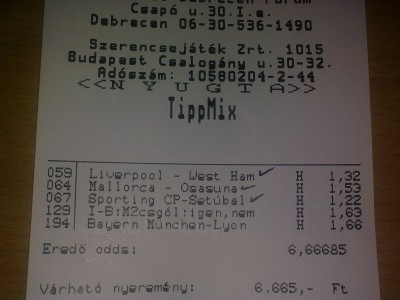 Debrecen Fórum
Csapó u.30.I.e.
Debrecen 06-30-536-1490
Szerencsejáték Zrt. 1015
Budapest Csalogány u.30-32.
Adószám: 10580204-2-44
<<NYUGTA>>
TippMix
059 Liverpool - West Ham H 1,32
064 Mallorca - Osasuna H 1,53
067 Sporting CP-Setúbal H 1,22
129 I-B:M2csgól:igen,nem H 1,63
194 Bayern München-Lyon H 1,66
Eredő odds: 6,66685
Várható nyeremény: 6.665,- Ft